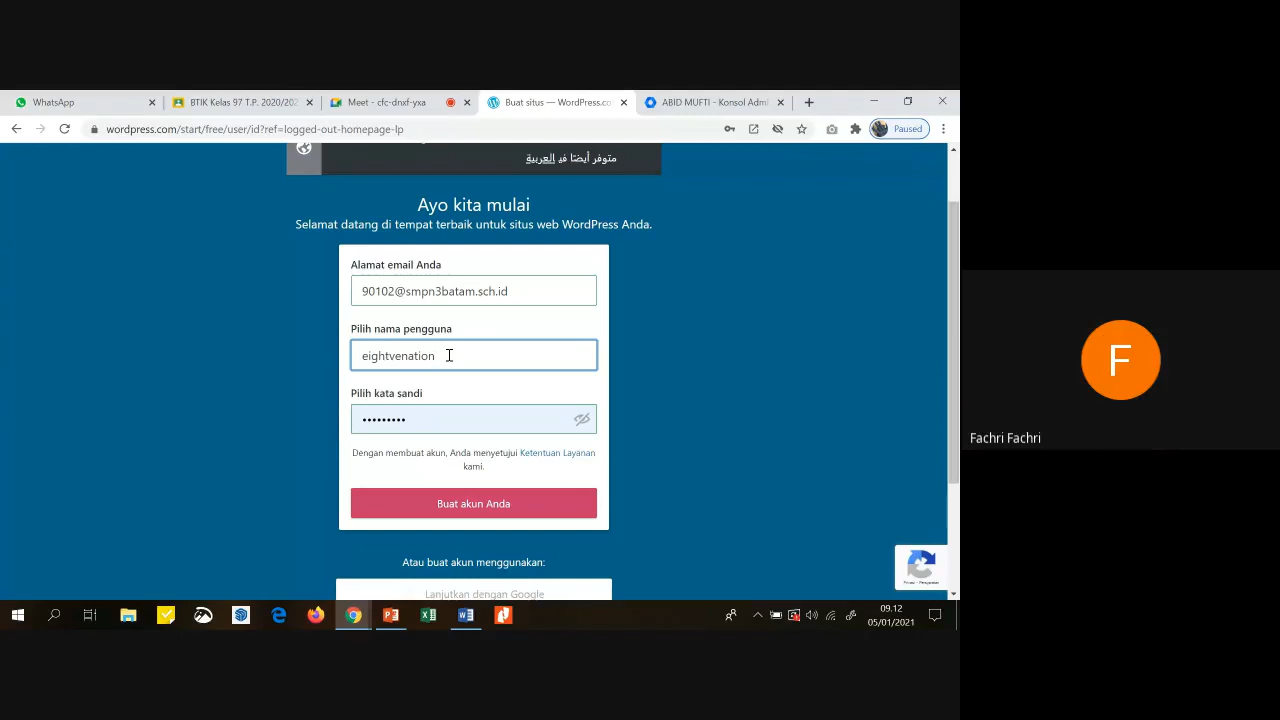 WhatsApp
BTIK Kelas 97 T.P. 2020/202
Meet - cfc-dnxf-yxa
Buat situs — WordPress.co
ABID MUFTI - Konsol Adm
wordpress.com/start/free/user/id?ref=logged-out-homepage-lp
Paused
متوفر أيضًا في العربية
Ayo kita mulai
Selamat datang di tempat terbaik untuk situs web WordPress Anda.
Alamat email Anda
90102@smpn3batam.sch.id
Pilih nama pengguna
eightvenation
Pilih kata sandi
•••••••••
Dengan membuat akun, Anda menyetujui Ketentuan Layanan
kami.
Buat akun Anda
Atau buat akun menggunakan:
Lanjutkan dengan Google
F
Fachri Fachri
09.12
05/01/2021